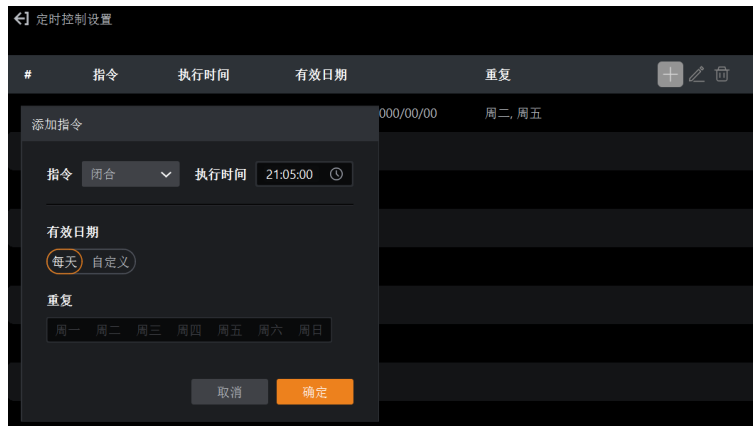 定时控制设置
# 指令 执行时间 有效日期 重复
000/00/00 周二, 周五
添加指令
指令 闭合 执行时间 21:05:00
有效日期
每天 自定义
重复
周一 周二 周三 周四 周五 周六 周日
取消 确定